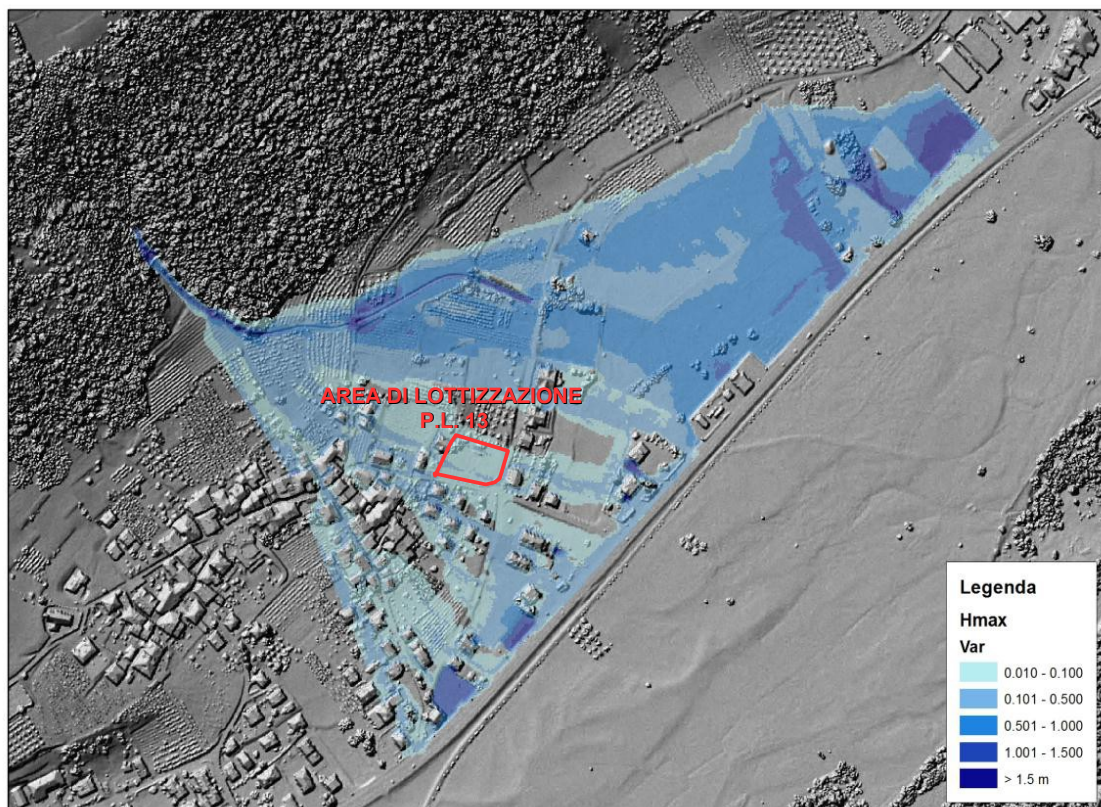 AREA DI LOTTIZZAZIONE
P.L. 13
Legenda
Hmax
Var
0.010 - 0.100
0.101 - 0.500
0.501 - 1.000
1.001 - 1.500
> 1.5 m